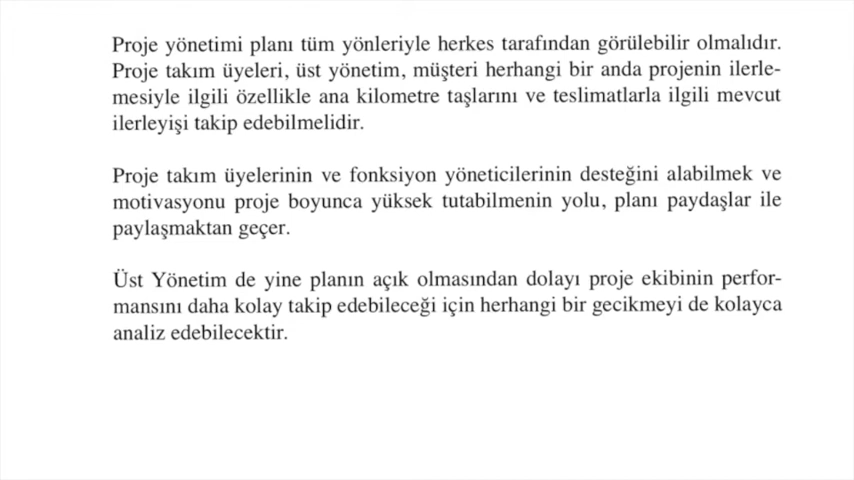 Proje yönetimi planı tüm yönleriyle herkes tarafından görülebilir olmalıdır.
Proje takım üyeleri, üst yönetim, müşteri herhangi bir anda projenin ilerle-
mesiyle ilgili özellikle ana kilometre taşlarını ve teslimatlarla ilgili mevcut
ilerleyişi takip edebilmelidir.
Proje takım üyelerinin ve fonksiyon yöneticilerinin desteğini alabilmek ve
motivasyonu proje boyunca yüksek tutabilmenin yolu, planı paydaşlar ile
paylaşmaktan geçer.
Üst Yönetim de yine planın açık olmasından dolayı proje ekibinin perfor-
mansını daha kolay takip edebileceği için herhangi bir gecikmeyi de kolayca
analiz edebilecektir.